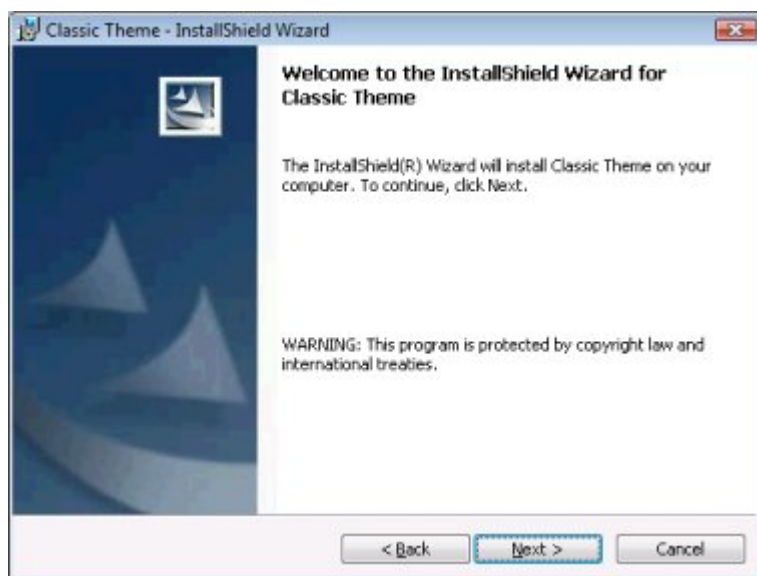 Classic Theme - InstallShield Wizard
Welcome to the InstallShield Wizard for
Classic Theme
The InstallShield(R) Wizard will install Classic Theme on your
computer. To continue, click Next.
WARNING: This program is protected by copyright law and
international treaties.
< Back
Next >
Cancel